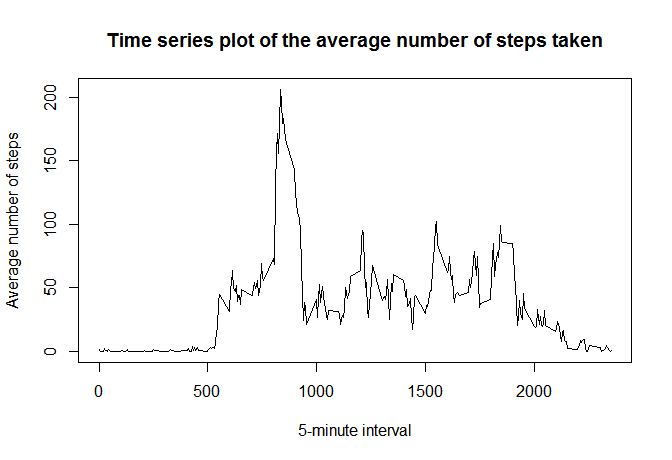 Time series plot of the average number of steps taken
Average number of steps
200
150
100
50
0
0 500 1000 1500 2000
5-minute interval